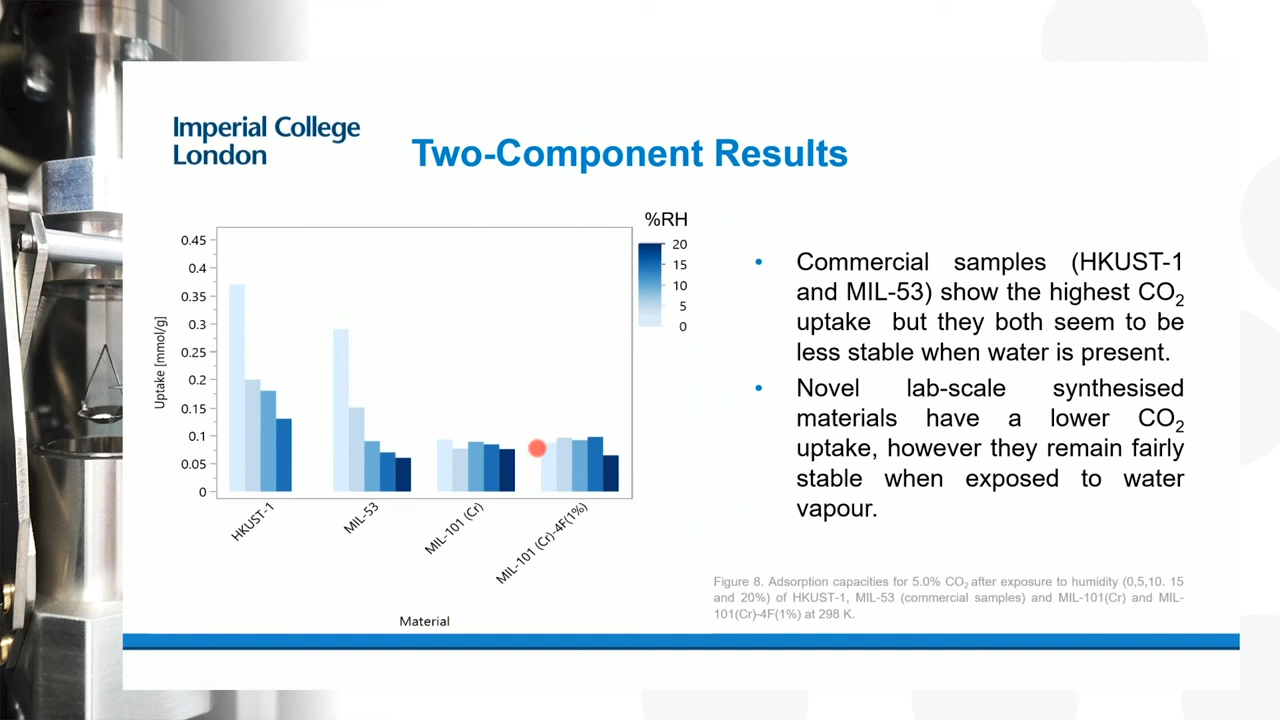 Imperial College
London
Two-Component Results
%RH
20
15
10
5
0
0.45
0.4
0.35
0.3
0.25
0.2
0.15
0.1
0.05
0
Uptake [mmol/g]
HKUST-1
MIL-53
MIL-101 (Cr)
MIL-101 (Cr)-4F(1%)
Material
• Commercial samples (HKUST-1
and MIL-53) show the highest CO₂
uptake but they both seem to be
less stable when water is present.
• Novel lab-scale synthesised
materials have a lower CO₂
uptake, however they remain fairly
stable when exposed to water
vapour.
Figure 8. Adsorption capacities for 5.0% CO₂ after exposure to humidity (0,5,10. 15
and 20%) of HKUST-1, MIL-53 (commercial samples) and MIL-101(Cr) and MIL-
101(Cr)-4F(1%) at 298 K.